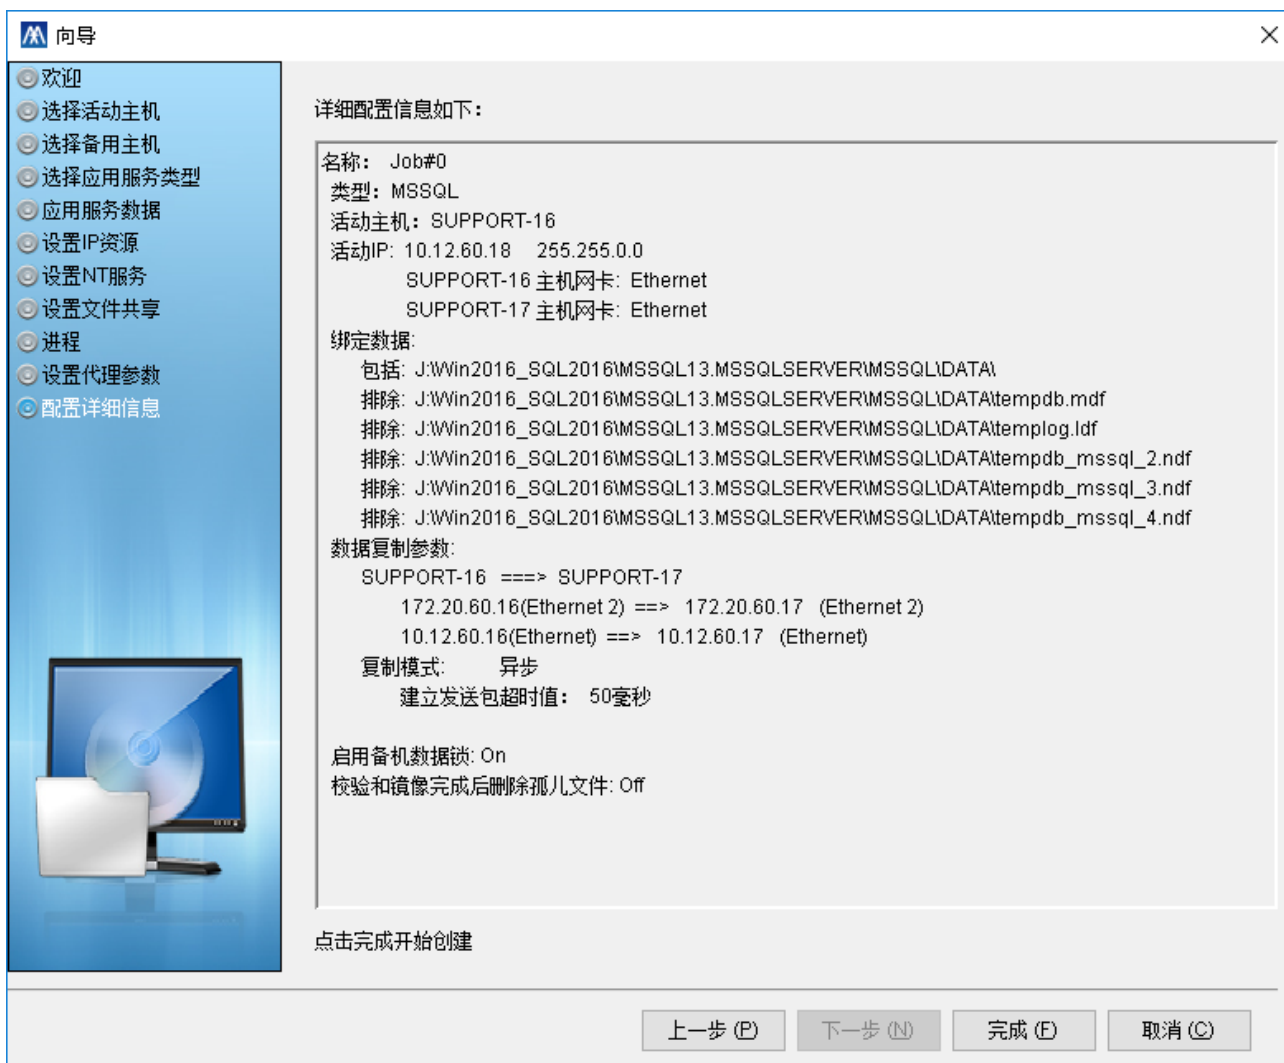 向导
欢迎
选择活动主机
选择备用主机
选择应用服务类型
应用服务数据
设置IP资源
设置NT服务
设置文件共享
进程
设置代理参数
配置详细信息
详细配置信息如下：
名称： Job#0
类型：MSSQL
活动主机：SUPPORT-16
活动IP: 10.12.60.18 255.255.0.0
SUPPORT-16 主机网卡: Ethernet
SUPPORT-17 主机网卡: Ethernet
绑定数据:
包括: J:\Win2016_SQL2016\MSSQL13.MSSQLSERVER\MSSQL\DATA\
排除: J:\Win2016_SQL2016\MSSQL13.MSSQLSERVER\MSSQL\DATA\tempdb.mdf
排除: J:\Win2016_SQL2016\MSSQL13.MSSQLSERVER\MSSQL\DATA\templog.ldf
排除: J:\Win2016_SQL2016\MSSQL13.MSSQLSERVER\MSSQL\DATA\tempdb_mssql_2.ndf
排除: J:\Win2016_SQL2016\MSSQL13.MSSQLSERVER\MSSQL\DATA\tempdb_mssql_3.ndf
排除: J:\Win2016_SQL2016\MSSQL13.MSSQLSERVER\MSSQL\DATA\tempdb_mssql_4.ndf
数据复制参数:
SUPPORT-16 ===> SUPPORT-17
172.20.60.16(Ethernet 2) ==> 172.20.60.17 (Ethernet 2)
10.12.60.16(Ethernet) ==> 10.12.60.17 (Ethernet)
复制模式: 异步
建立发送包超时值： 50毫秒
启用备机数据锁: On
校验和镜像完成后删除孤儿文件: Off
点击完成开始创建
上一步 (P) 下一步 (N) 完成 (F) 取消 (C)